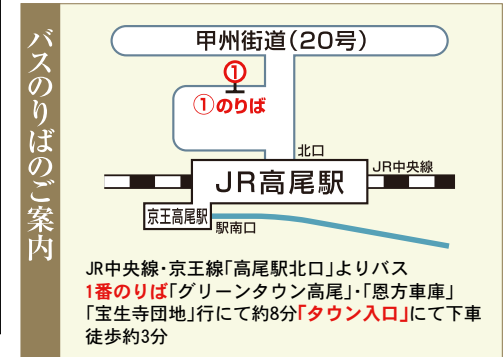 バスのりばのご案内
甲州街道(20号)
①
①のりば
北口
JR中央線
JR高尾駅
京王高尾駅
駅南口
JR中央線・京王線「高尾駅北口」よりバス
1番のりば「グリーンタウン高尾」・「恩方車庫」
「宝生寺団地」行にて約8分「タウン入口」にて下車
徒歩約3分